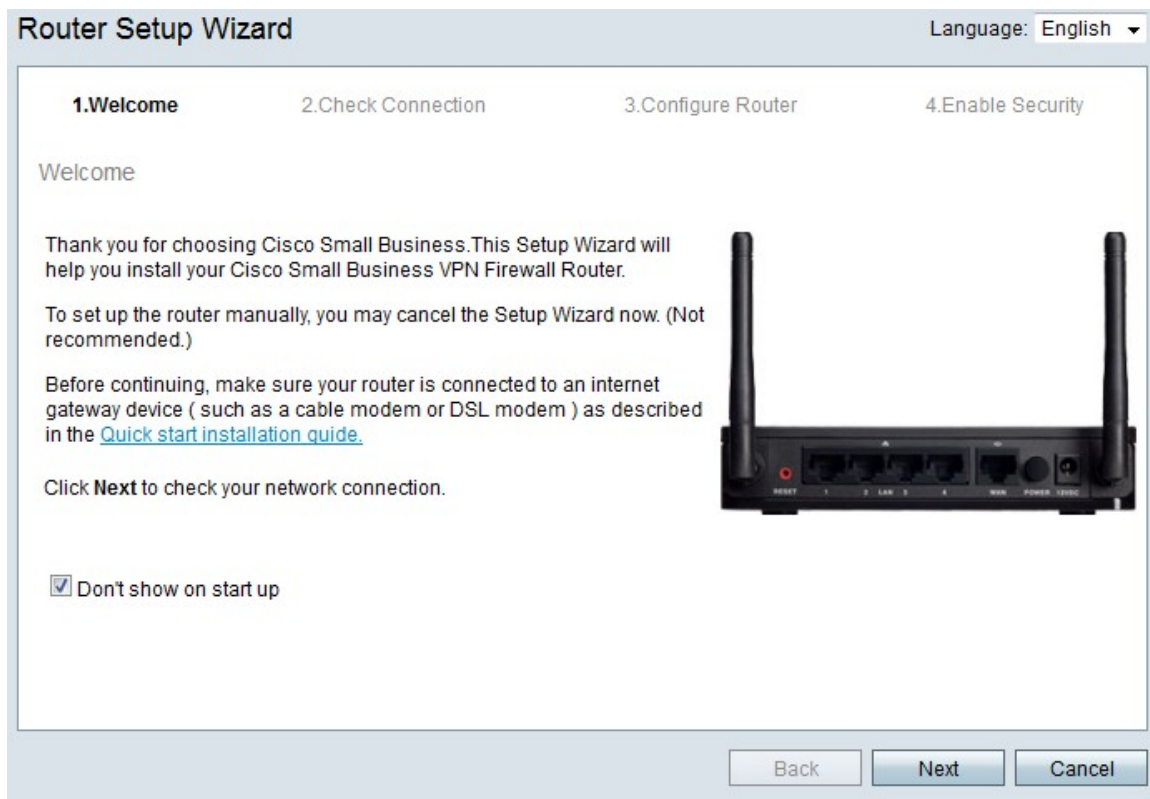 Router Setup Wizard
Language: English
1.Welcome
2.Check Connection
3.Configure Router
4.Enable Security
Welcome
Thank you for choosing Cisco Small Business.This Setup Wizard will
help you install your Cisco Small Business VPN Firewall Router.
To set up the router manually, you may cancel the Setup Wizard now. (Not
recommended.)
Before continuing, make sure your router is connected to an internet
gateway device ( such as a cable modem or DSL modem ) as described
in the Quick start installation guide.
Click Next to check your network connection.
RESET 1 2 LAN 3 4 WAN POWER 12VDC
Don't show on start up
Back
Next
Cancel